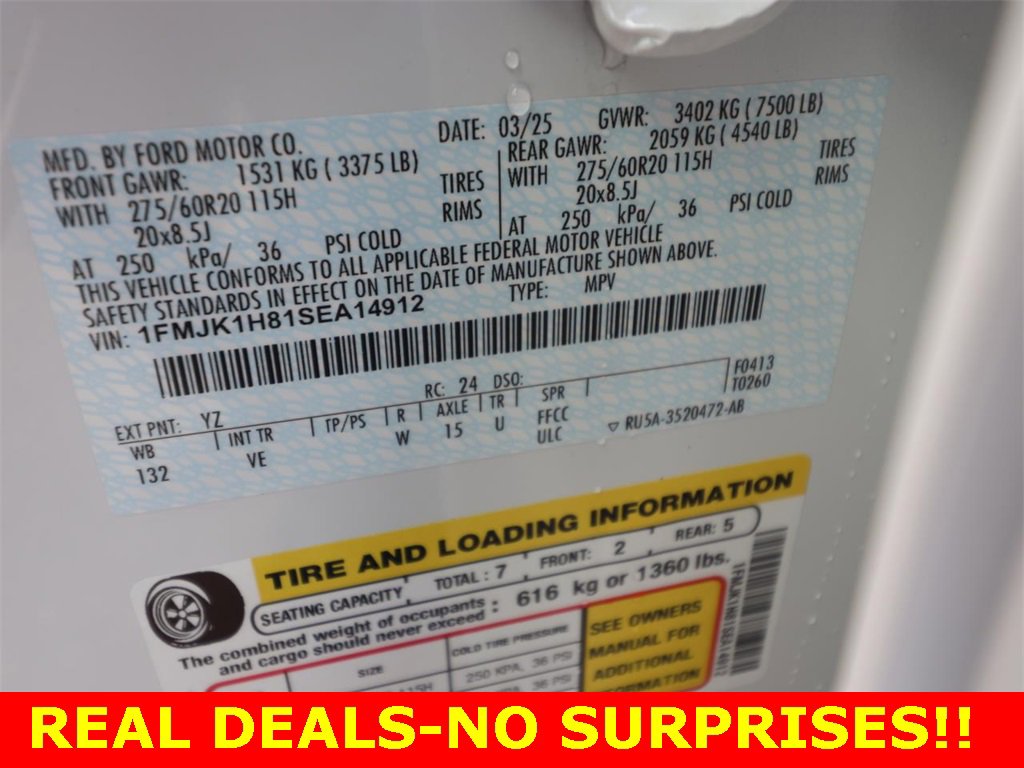 MFD. BY FORD MOTOR CO.
DATE: 03/25 GVWR: 3402 KG ( 7500 LB)
FRONT GAWR: 1531 KG ( 3375 LB)
REAR GAWR: 2059 KG ( 4540 LB)
WITH 275/60R20 115H TIRES
WITH 275/60R20 115H TIRES
20x8.5J RIMS
20x8.5J RIMS
AT 250 kPa/ 36 PSI COLD
AT 250 kPa/ 36 PSI COLD
THIS VEHICLE CONFORMS TO ALL APPLICABLE FEDERAL MOTOR VEHICLE
SAFETY STANDARDS IN EFFECT ON THE DATE OF MANUFACTURE SHOWN ABOVE.
VIN: 1FMJK1H81SEA14912 TYPE: MPV
F0413
T0260
EXT PNT: YZ RC: 24 DSO:
WB INT TR TP/PS R AXLE TR SPR
132 VE W 15 U FFCC
ULC
RU5A-3520472-AB
TIRE AND LOADING INFORMATION
SEATING CAPACITY TOTAL : 7 FRONT: 2 REAR: 5
The combined weight of occupants
and cargo should never exceed : 616 kg or 1360 lbs.
SIZE COLD TIRE PRESSURE
115H 250 KPA, 36 PSI
36 PSI
SEE OWNERS
MANUAL FOR
ADDITIONAL
1FMJK1H81SEA14912
REAL DEALS-NO SURPRISES!!